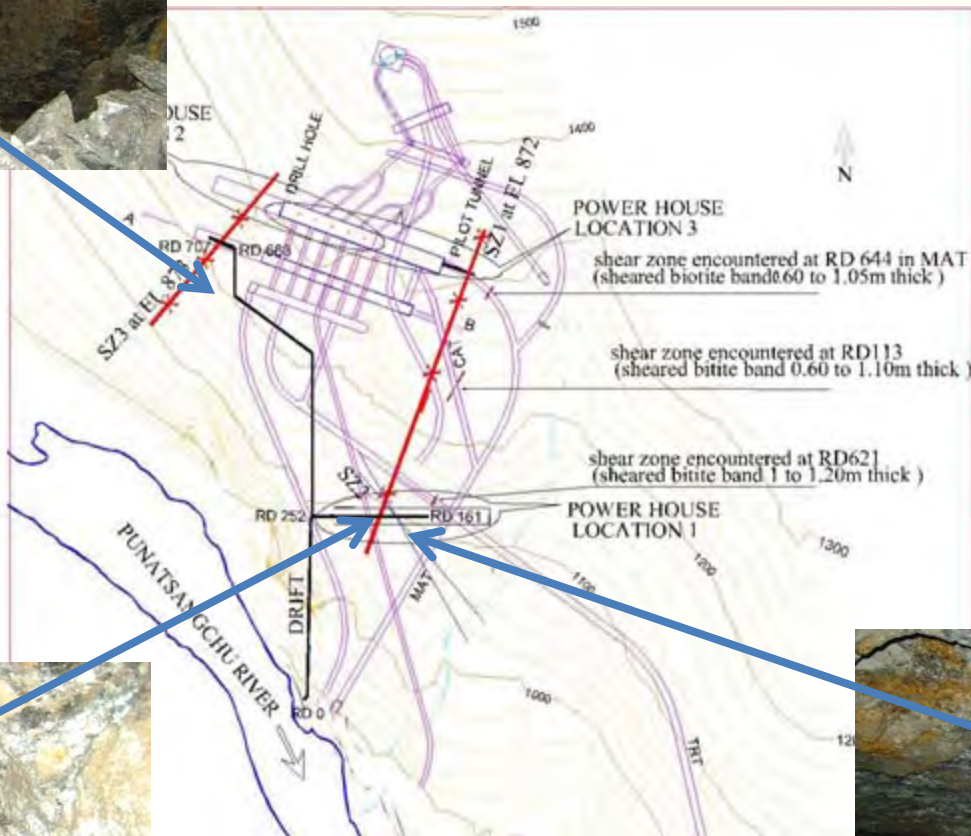 1500
OUSE
2
1400
DRILL HOLE
PILOT TUNNEL
SZ1 at EL 872
N
POWER HOUSE
LOCATION 3
A
RD 707
RD 663
shear zone encountered at RD 644 in MAT
(sheared biotite band0.60 to 1.05m thick )
SZ3 at EL 87
B
CAT
shear zone encountered at RD113
(sheared bitite band 0.60 to 1.10m thick )
shear zone encountered at RD621
(sheared bitite band 1 to 1.20m thick )
SZ2
RD 252
RD 161
POWER HOUSE
LOCATION 1
1300
1200
1100
PUNATSANGCHU RIVER
DRIFT
MAT
1000
RD 0
TRT